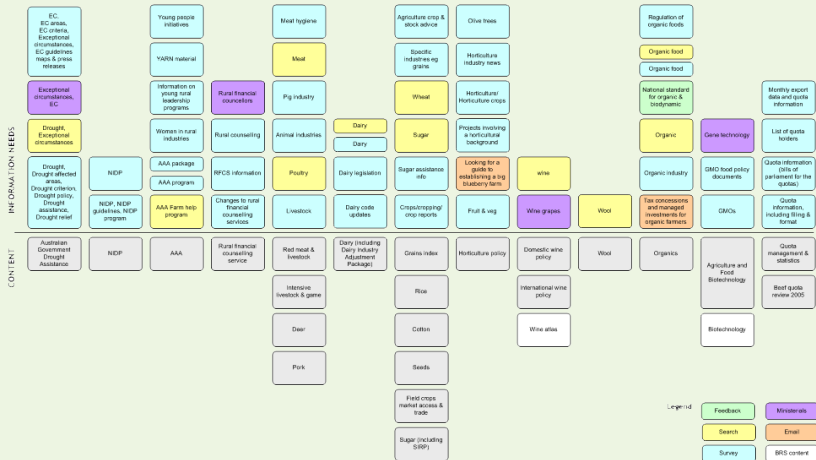 EC,
EC areas,
EC criteria,
Exceptional
circumstances,
EC guidelines
maps & press
releases
Exceptional
circumstances,
EC
Drought,
Exceptional
circumstances
Drought,
Drought affected
areas,
Drought criterion,
Drought policy,
Drought
assistance,
Drought relief
NIDP
NIDP, NIDP
guidelines, NIDP
program
Young people
initiatives
YARN material
Information on
young rural
leadership
programs
Women in rural
industries
AAA package
AAA program
AAA Farm help
program
Rural financial
councellors
Rural counselling
RFCS information
Changes to rural
financial
counselling
services
Meat hygiene
Meat
Pig industry
Animal industries
Poultry
Livestock
Dairy
Dairy
Dairy legislation
Dairy code
updates
Agriculture crop &
stock advice
Specific
industries eg
grains
Wheat
Sugar
Sugar assistance
info
Crops/cropping/
crop reports
Olive trees
Horticulture
industry news
Horticulture/
Horticulture crops
Projects involving
a horticultural
background
Looking for a
guide to
establishing a big
blueberry farm
Fruit & veg
wine
Wine grapes
Wool
Regulation of
organic foods
Organic food
Organic food
National standard
for organic &
biodynamic
Organic
Organic industry
Tax concessions
and managed
investments for
organic farmers
Gene technology
GMO food policy
documents
GMOs
Monthly export
data and quota
information
List of quota
holders
Quota information
(bills of
parliament for the
quotas)
Quota
information,
including filling &
format
INFORMATION NEEDS
CONTENT
Australian
Government
Drought
Assistance
NIDP
AAA
Rural financial
counselling
service
Red meat &
livestock
Intensive
livestock & game
Deer
Pork
Dairy (including
Dairy Industry
Adjustment
Package)
Grains index
Rice
Cotton
Seeds
Field crops
market access &
trade
Sugar (including
SIRP)
Horticulture policy
Domestic wine
policy
International wine
policy
Wine atlas
Wool
Organics
Agriculture and
Food
Biotechnology
Biotechnology
Quota
management &
statistics
Beef quota
review 2005
Legend
Feedback
Ministerials
Search
Email
Survey
BRS content